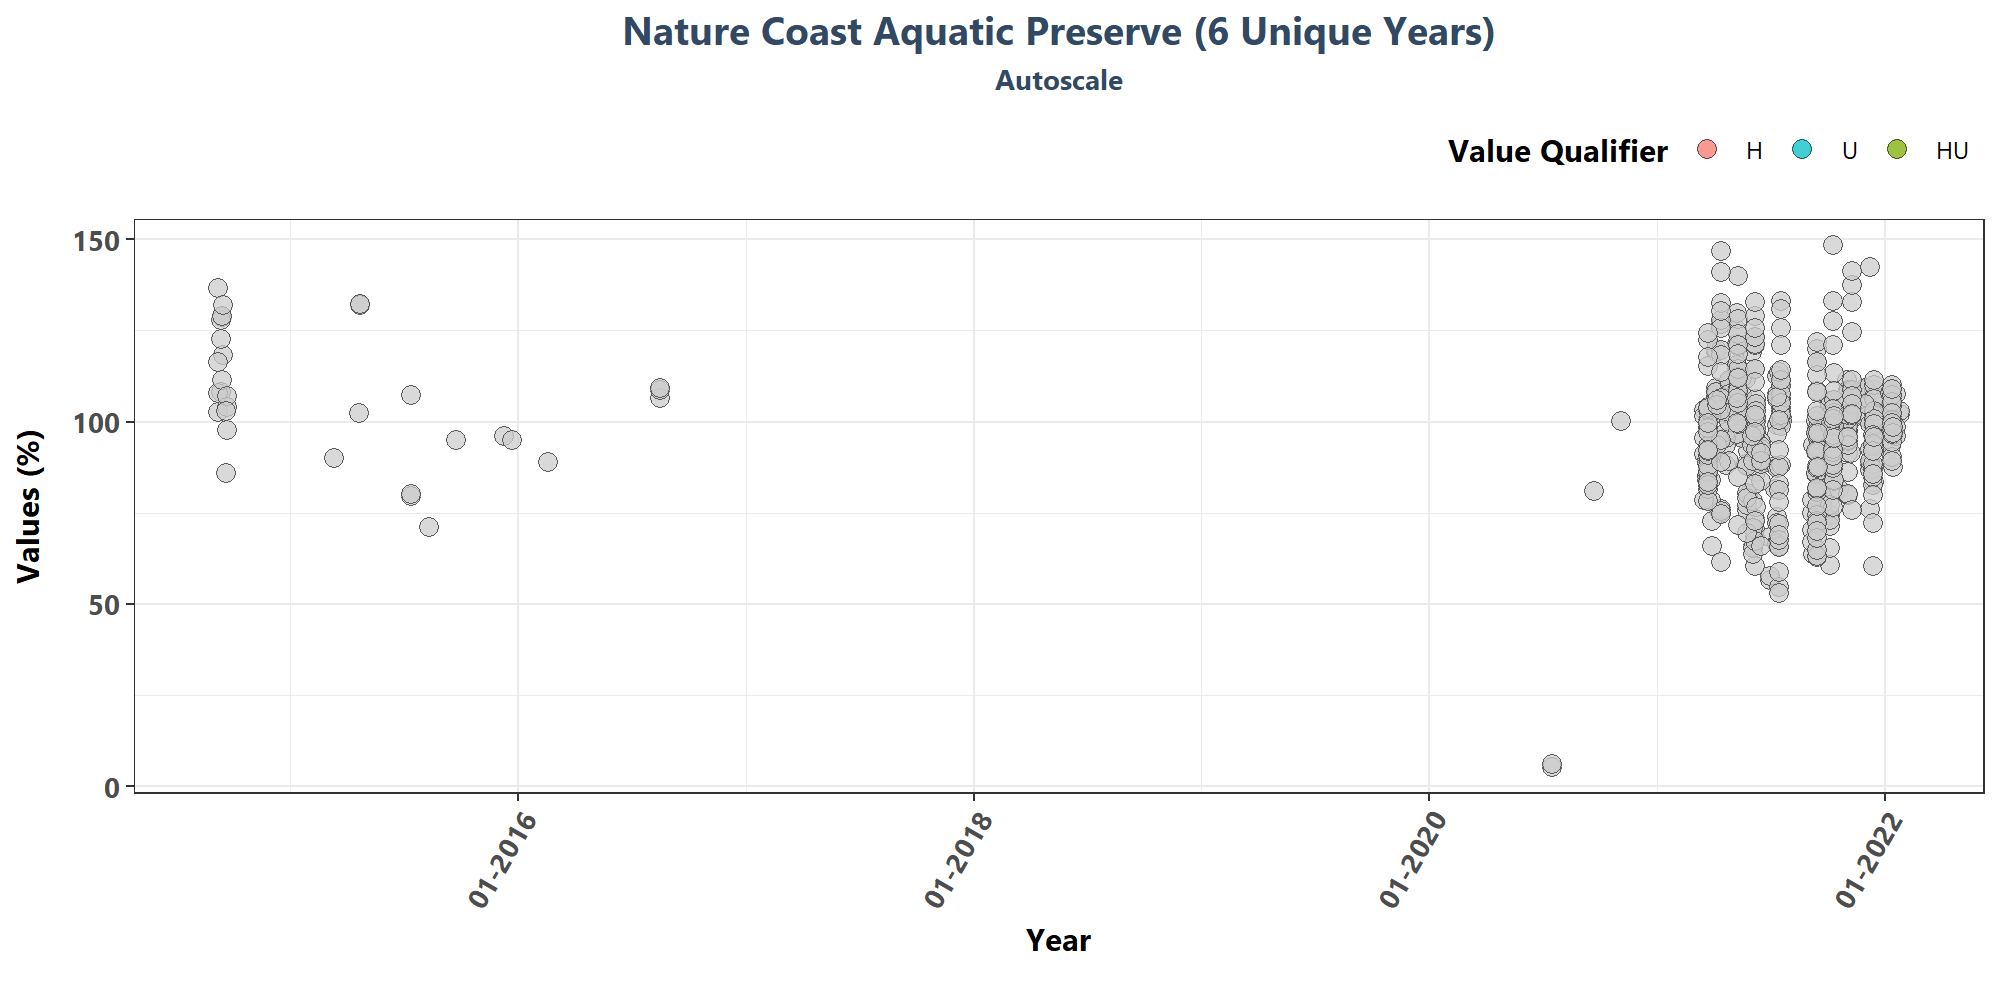 Nature Coast Aquatic Preserve (6 Unique Years)
Autoscale
Value Qualifier H U HU
Values (%)
150
100
50
0
01-2016 01-2018 01-2020 01-2022
Year